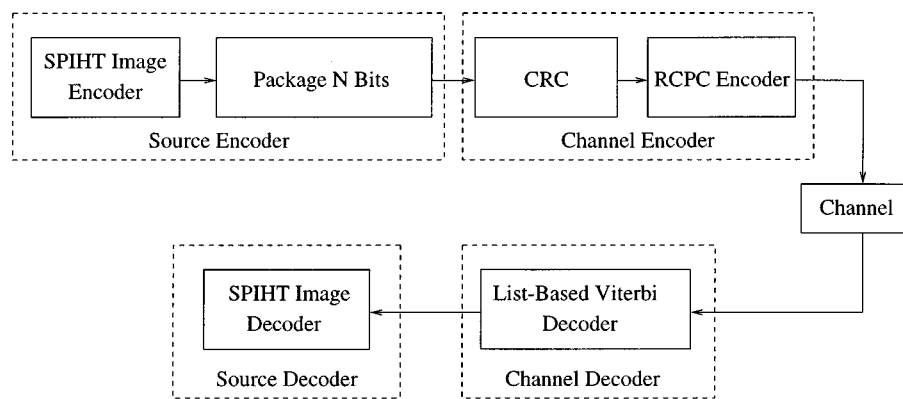 SPIHT Image
Encoder
Package N Bits
CRC
RCPC Encoder
Source Encoder
Channel Encoder
Channel
SPIHT Image
Decoder
List-Based Viterbi
Decoder
Source Decoder
Channel Decoder